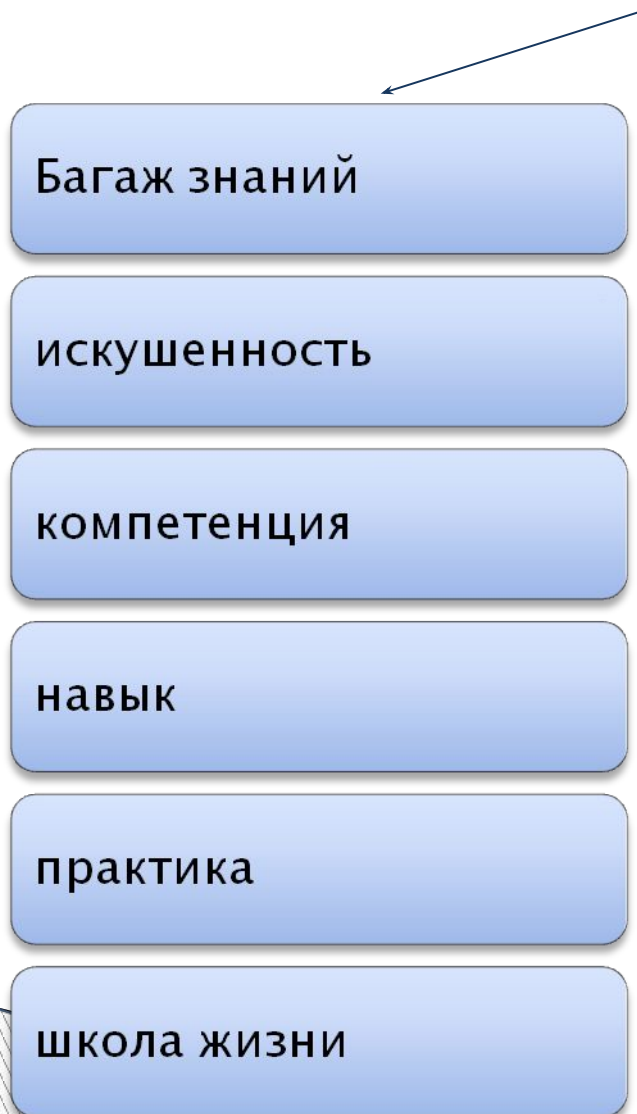 Багаж знаний
искушенность
компетенция
навык
практика
школа жизни